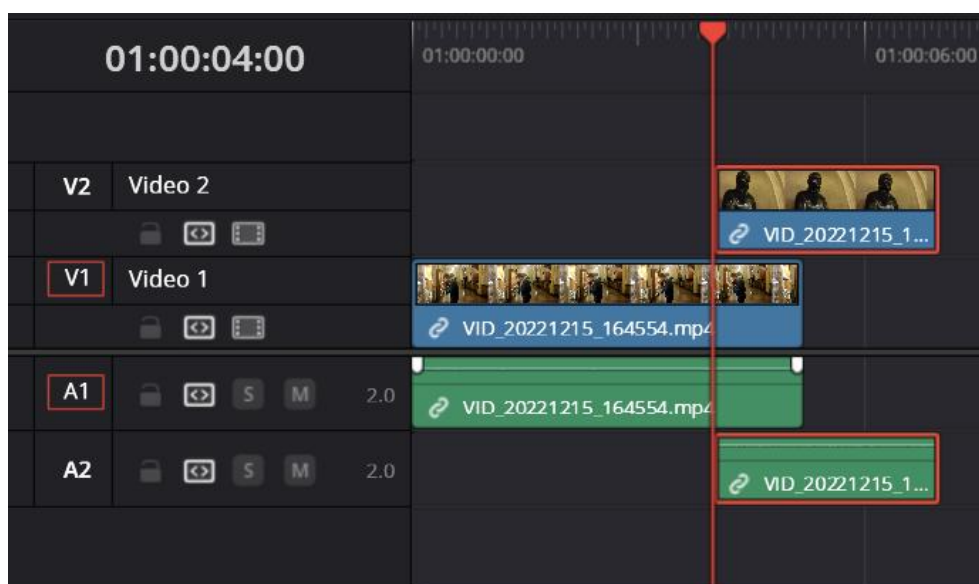 01:00:04:00
01:00:00:00
01:00:06:00
V2 Video 2
VID_20221215_1...
V1 Video 1
VID_20221215_164554.mp4
A1 S M 2.0
VID_20221215_164554.mp4
A2 S M 2.0
VID_20221215_1...